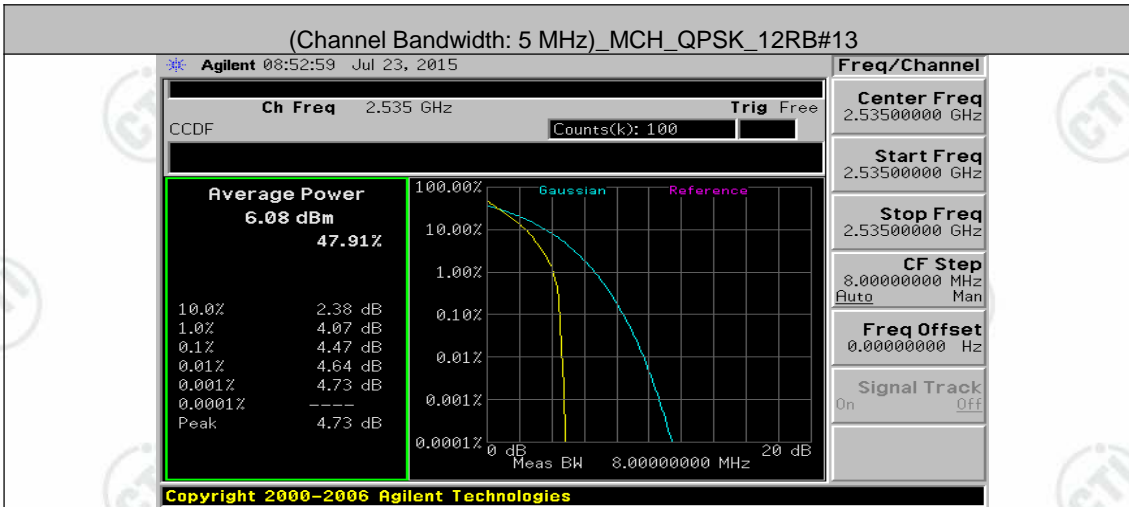 (Channel Bandwidth: 5 MHz)_MCH_QPSK_12RB#13
Agilent 08:52:59 Jul 23, 2015
Freq/Channel
Ch Freq 2.535 GHz Trig Free
CCDF Counts(k): 100
Average Power
6.08 dBm
47.91%
10.0% 2.38 dB
1.0% 4.07 dB
0.1% 4.47 dB
0.01% 4.64 dB
0.001% 4.73 dB
0.0001% ----
Peak 4.73 dB
Gaussian Reference
100.00%
10.00%
1.00%
0.10%
0.01%
0.001%
0.0001%
0 dB 20 dB
Meas BW 8.00000000 MHz
Center Freq
2.53500000 GHz
Start Freq
2.53500000 GHz
Stop Freq
2.53500000 GHz
CF Step
8.00000000 MHz
Auto Man
Freq Offset
0.00000000 Hz
Signal Track
On Off
Copyright 2000-2006 Agilent Technologies
CTI
CTI
CTI